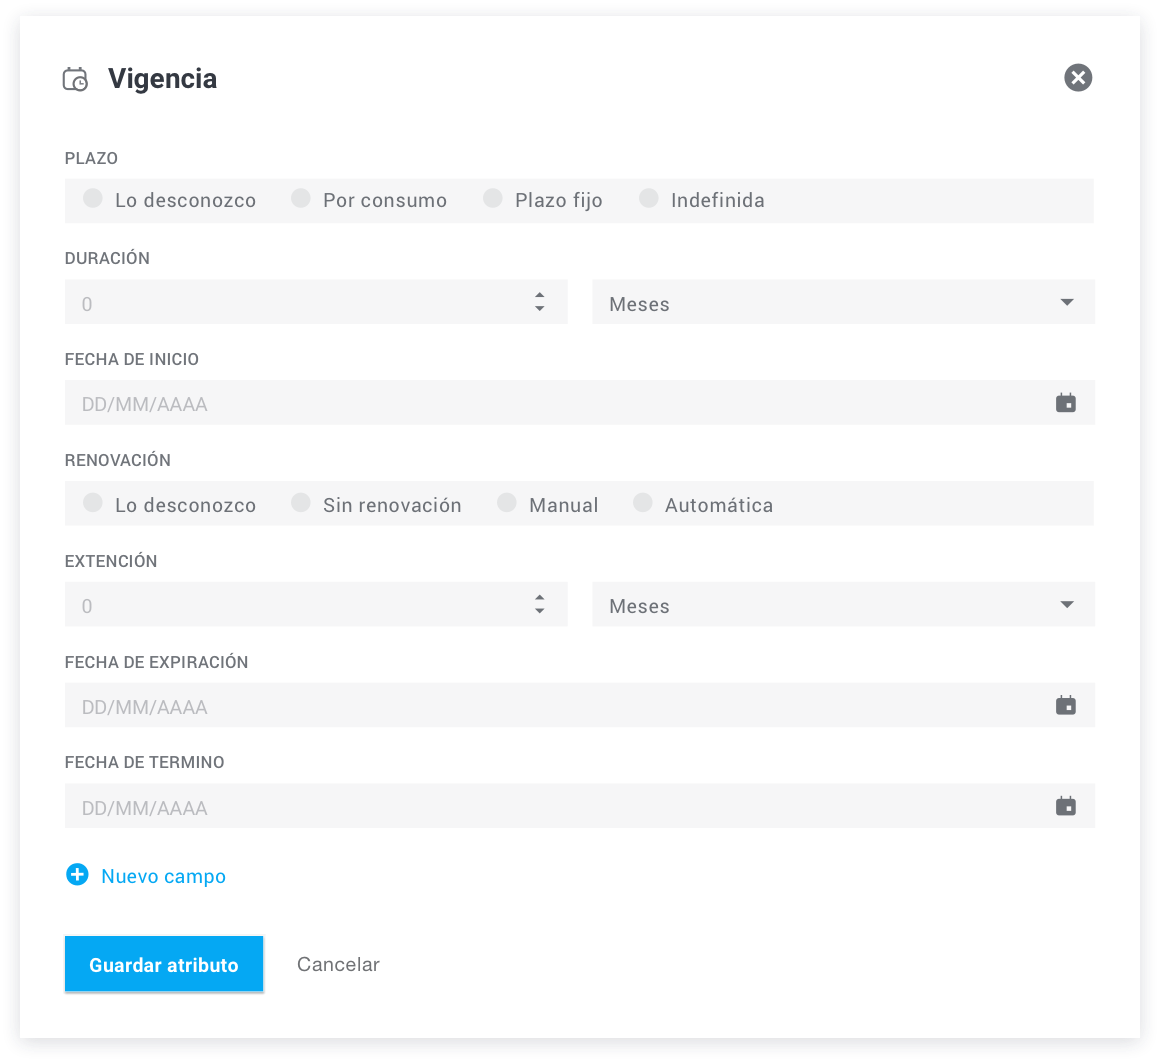 Vigencia
PLAZO
Lo desconozco Por consumo Plazo fijo Indefinida
DURACIÓN
0 Meses
FECHA DE INICIO
DD/MM/AAAA
RENOVACIÓN
Lo desconozco Sin renovación Manual Automática
EXTENCIÓN
0 Meses
FECHA DE EXPIRACIÓN
DD/MM/AAAA
FECHA DE TERMINO
DD/MM/AAAA
Nuevo campo
Guardar atributo Cancelar